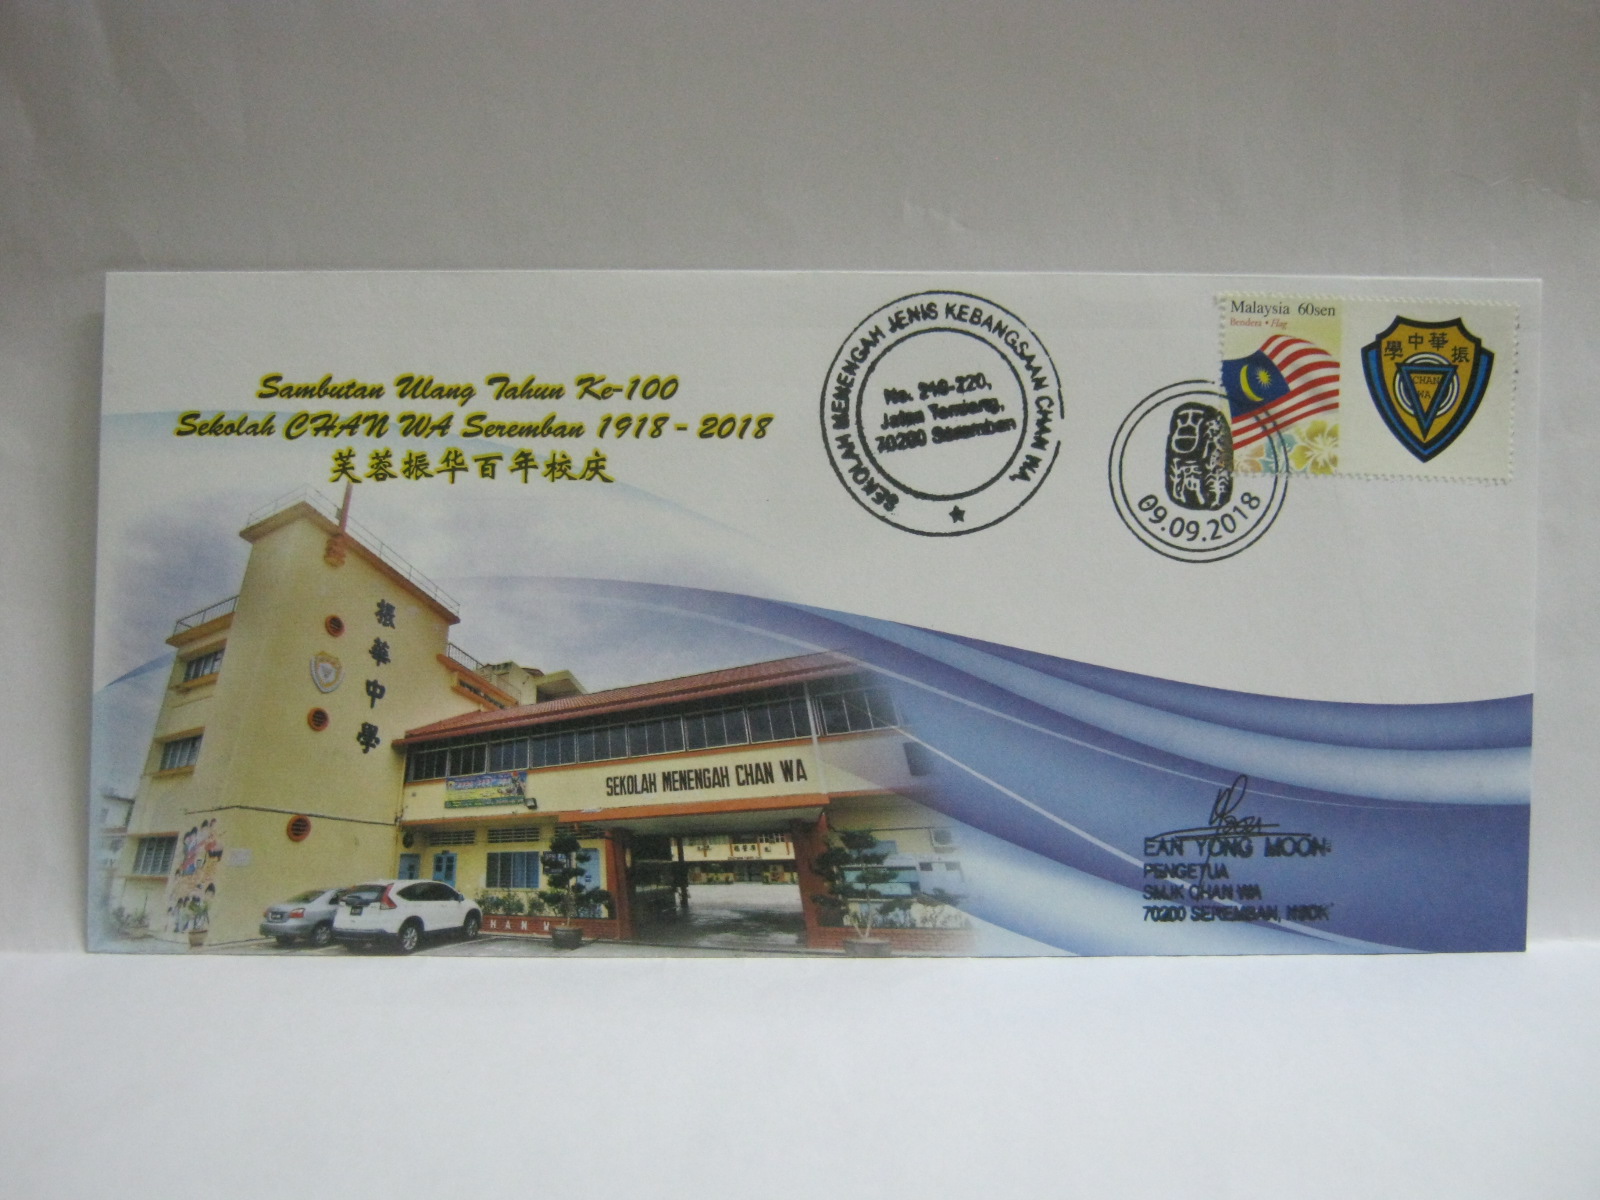 Sambutan Ulang Tahun Ke-100
Sekolah CHAN WA Seremban 1918 - 2018
芙蓉振华百年校庆
SEKOLAH MENENGAH JENIS KEBANGSAAN CHAN WA,
No. 216-220,
Jalan Temiang,
70200 Seremban
Malaysia 60sen
Bendera • Flag
振華中學
CHAN
WA
09.09.2018
振華中學
SEKOLAH MENENGAH CHAN WA
EAN YONG MOON
PENGETUA
SMJK CHAN WA
70200 SEREMBAN, NSDK